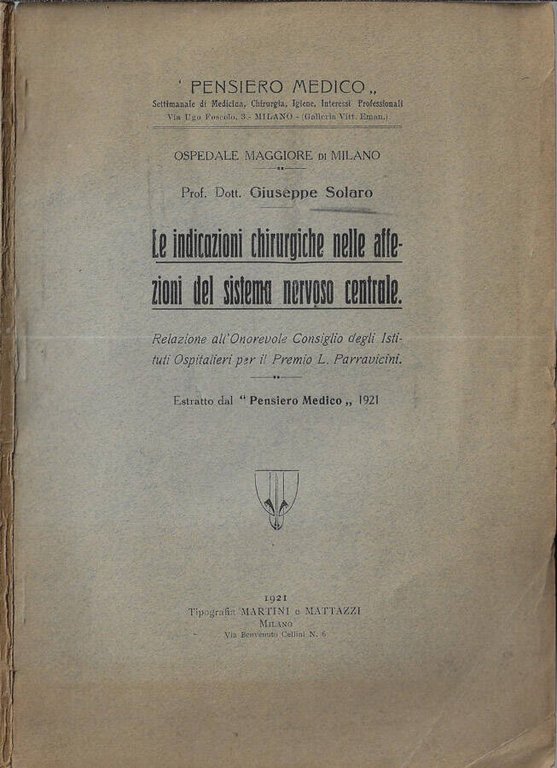 ‘ PENSIERO MEDICO „
Settimanale di Medicina, Chirurgia, Igiene, Interessi Professionali
Via Ugo Foscolo, 3 - MILANO - (Galleria Vitt. Eman.)
OSPEDALE MAGGIORE DI MILANO
Prof. Dott. Giuseppe Solaro
Le indicazioni chirurgiche nelle affe-
zioni del sistema nervoso centrale.
Relazione all'Onorevole Consiglio degli Isti-
tuti Ospitalieri per il Premio L. Parravicini.
Estratto dal “ Pensiero Medico „ 1921
1921
Tipografia MARTINI e MATTAZZI
MILANO
Via Benvenuto Cellini N. 6